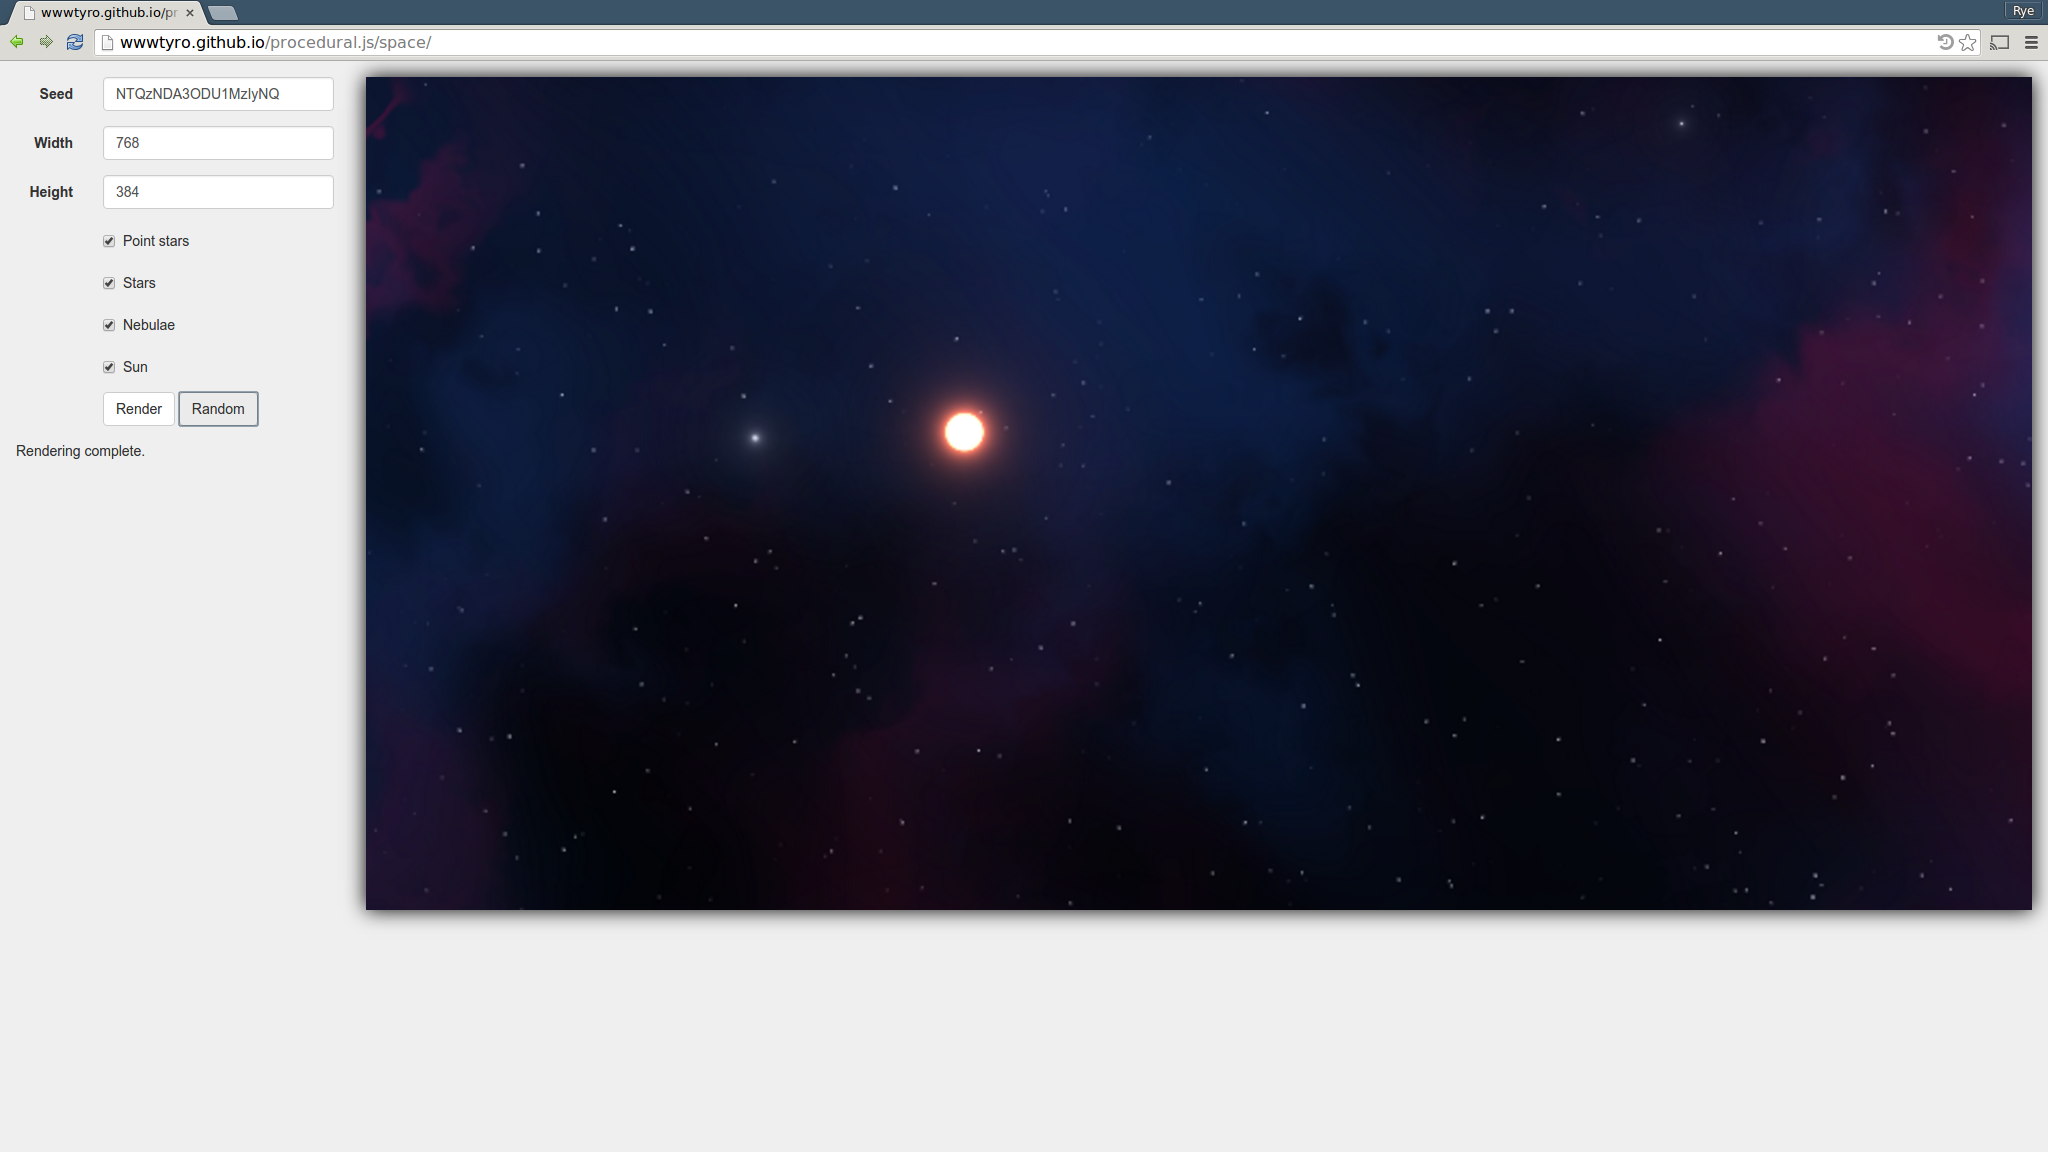 wwwtyro.github.io/pr
Rye
wwwtyro.github.io/procedural.js/space/
Seed
NTQzNDA3ODU1MzIyNQ
Width
768
Height
384
Point stars
Stars
Nebulae
Sun
Render
Random
Rendering complete.